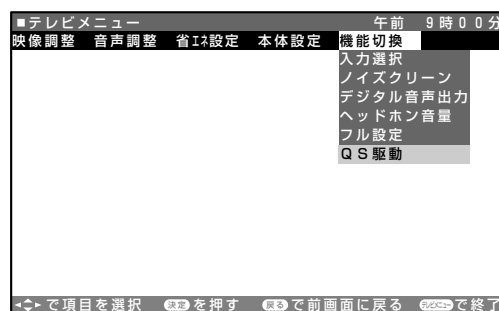 ■テレビメニュー 午前 9時00分
映像調整 音声調整 省エネ設定 本体設定 機能切換
入力選択
ノイズクリーン
デジタル音声出力
ヘッドホン音量
フル設定
QS駆動
で項目を選択 決定を押す 戻るで前画面に戻る テレビメニューで終了